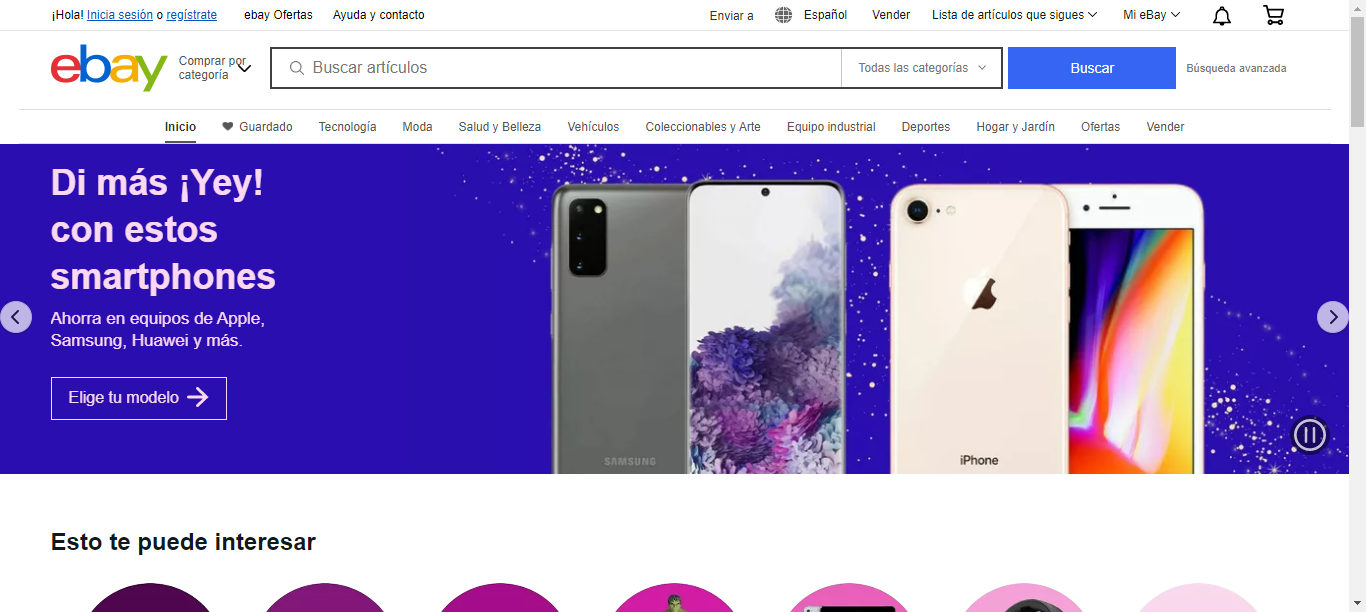 ¡Hola! Inicia sesión o regístrate ebay Ofertas Ayuda y contacto Enviar a Español Vender Lista de artículos que sigues Mi eBay
ebay Comprar por categoría Buscar artículos Todas las categorías Buscar Búsqueda avanzada
Inicio Guardado Tecnología Moda Salud y Belleza Vehículos Coleccionables y Arte Equipo industrial Deportes Hogar y Jardín Ofertas Vender
Di más ¡Yey!
con estos
smartphones
Ahorra en equipos de Apple,
Samsung, Huawei y más.
Elige tu modelo
SAMSUNG
iPhone
Esto te puede interesar